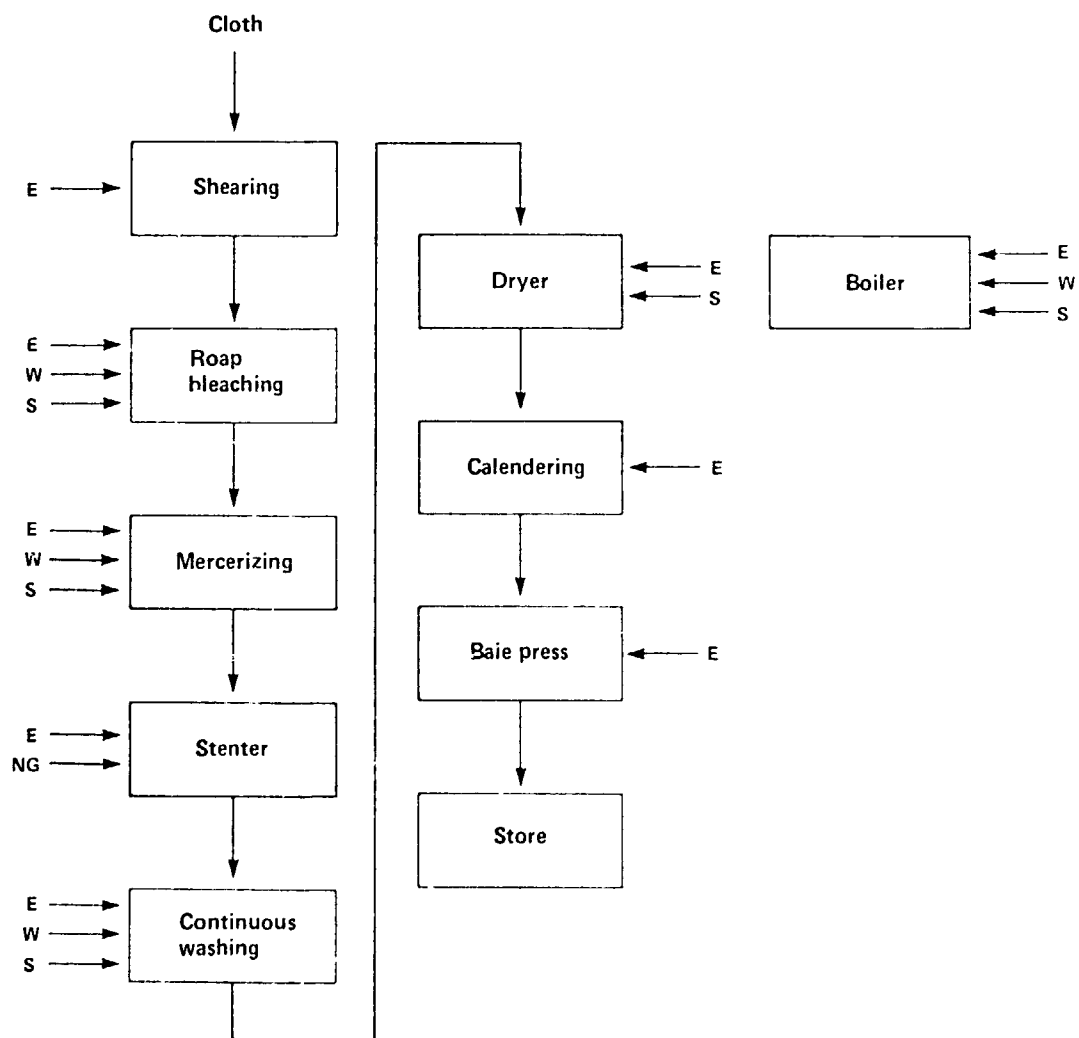 Cloth
E
Shearing
E
W
S
Roap
bleaching
E
W
S
Mercerizing
E
NG
Stenter
E
W
S
Continuous
washing
Dryer
E
S
Calendering
E
Baie press
E
Store
Boiler
E
W
S